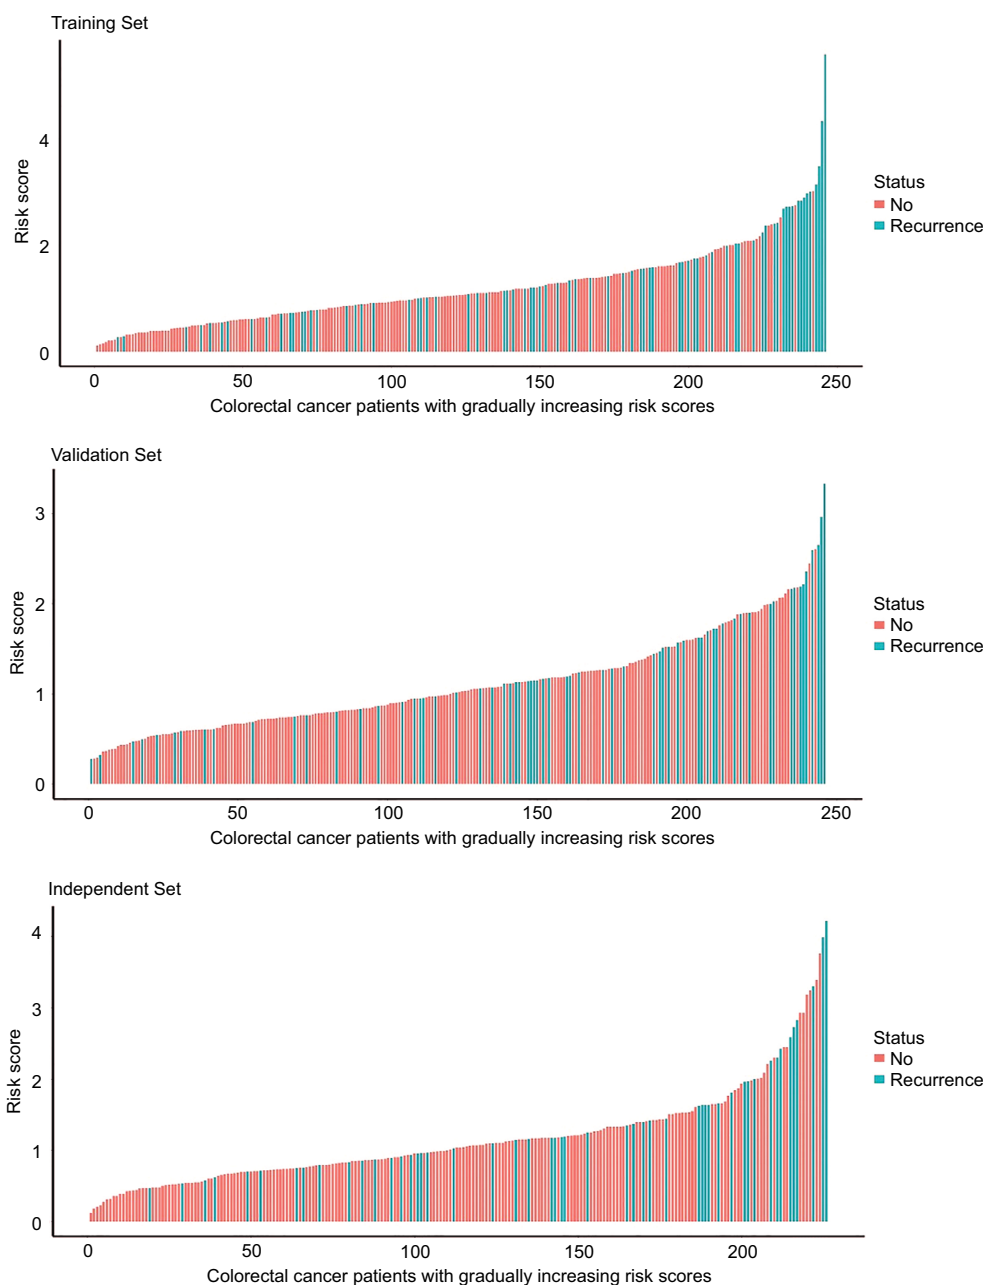 Training Set
4
2
0
Risk score
0 50 100 150 200 250
Colorectal cancer patients with gradually increasing risk scores
Status
No
Recurrence
Validation Set
3
2
1
0
Risk score
0 50 100 150 200 250
Colorectal cancer patients with gradually increasing risk scores
Status
No
Recurrence
Independent Set
4
3
2
1
0
Risk score
0 50 100 150 200
Colorectal cancer patients with gradually increasing risk scores
Status
No
Recurrence